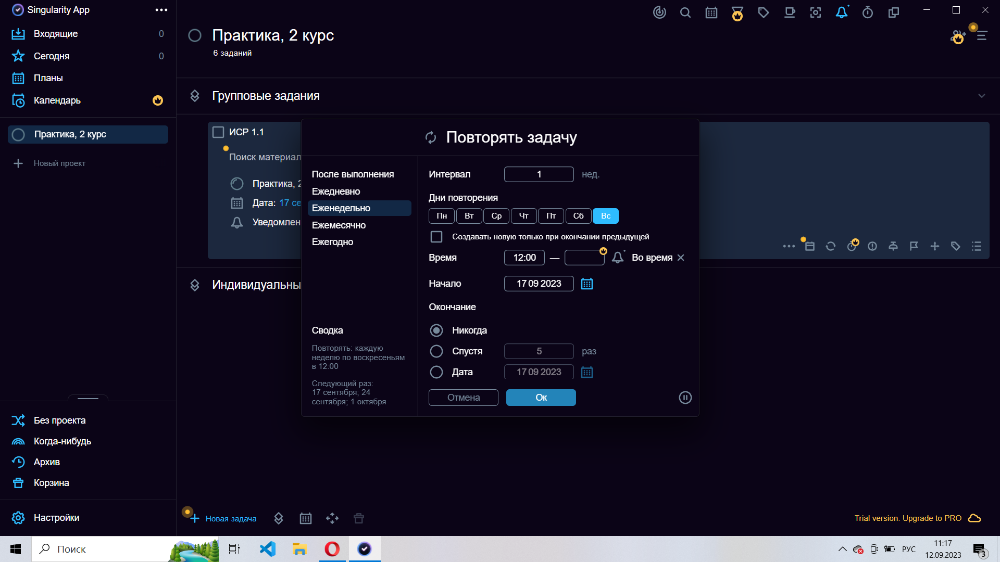 Singularity App
Входящие 0
Сегодня 0
Планы
Календарь
Практика, 2 курс
Новый проект
Без проекта
Когда-нибудь
Архив
Корзина
Настройки
Практика, 2 курс
6 заданий
Групповые задания
ИСР 1.1
Поиск материал
Практика, 2
Дата: 17 се
Уведомлен
Индивидуальны
Повторять задачу
После выполнения
Ежедневно
Еженедельно
Ежемесячно
Ежегодно
Сводка
Повторять: каждую
неделю по воскресеньям
в 12:00
Следующий раз:
17 сентября; 24
сентября; 1 октября
Интервал 1 нед.
Дни повторения
Пн Вт Ср Чт Пт Сб Вс
Создавать новую только при окончании предыдущей
Время 12:00 — Во время
Начало 17 09 2023
Окончание
Никогда
Спустя 5 раз
Дата 17 09 2023
Отмена Ок
Новая задача
Trial version. Upgrade to PRO
Поиск
РУС
11:17
12.09.2023
3